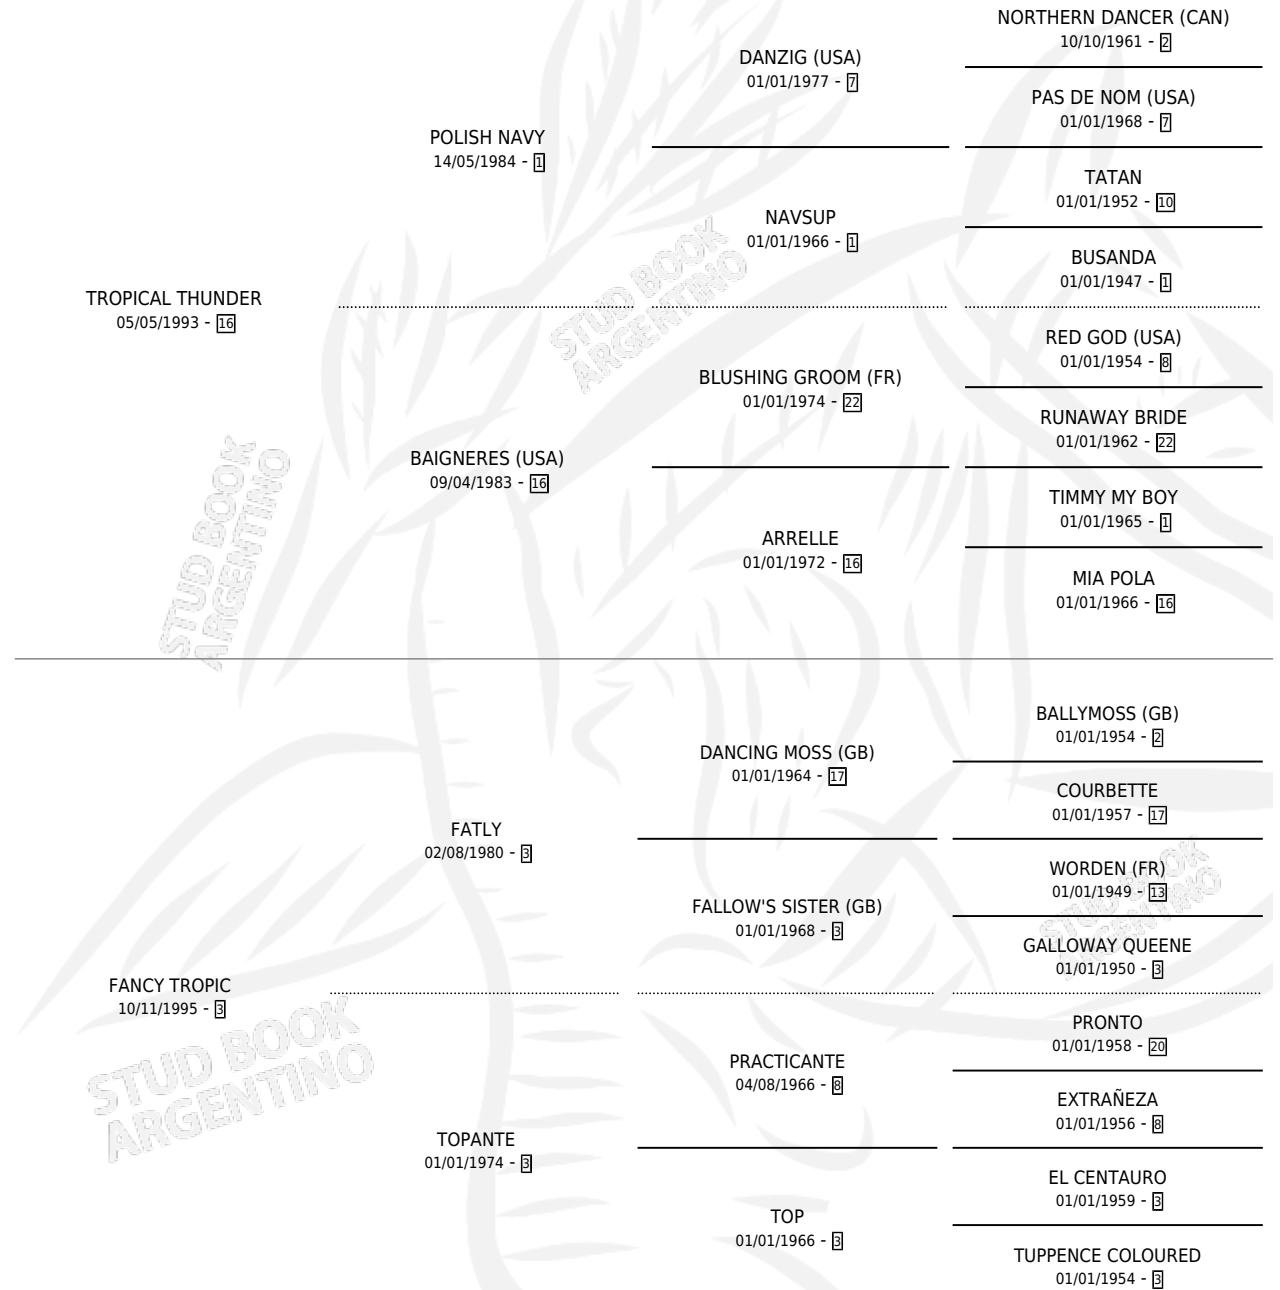 NORTHERN DANCER (CAN)
10/10/1961 - 2
DANZIG (USA)
01/01/1977 - 7
PAS DE NOM (USA)
01/01/1968 - 7
POLISH NAVY
14/05/1984 - 1
TATAN
01/01/1952 - 10
NAVSUP
01/01/1966 - 1
BUSANDA
01/01/1947 - 1
TROPICAL THUNDER
05/05/1993 - 16
RED GOD (USA)
01/01/1954 - 8
BLUSHING GROOM (FR)
01/01/1974 - 22
RUNAWAY BRIDE
01/01/1962 - 22
BAIGNERES (USA)
09/04/1983 - 16
TIMMY MY BOY
01/01/1965 - 1
ARRELLE
01/01/1972 - 16
MIA POLA
01/01/1966 - 16
BALLYMOSS (GB)
01/01/1954 - 2
DANCING MOSS (GB)
01/01/1964 - 17
COURBETTE
01/01/1957 - 17
FATLY
02/08/1980 - 3
WORDEN (FR)
01/01/1949 - 13
FALLOW'S SISTER (GB)
01/01/1968 - 3
GALLOWAY QUEENE
01/01/1950 - 3
FANCY TROPIC
10/11/1995 - 3
PRONTO
01/01/1958 - 20
PRACTICANTE
04/08/1966 - 8
EXTRAÑEZA
01/01/1956 - 8
TOPANTE
01/01/1974 - 3
EL CENTAURO
01/01/1959 - 3
TOP
01/01/1966 - 3
TUPPENCE COLOURED
01/01/1954 - 3
STUD BOOK
ARGENTINO
STUD BOOK
ARGENTINO
STUD BOOK
ARGENTINO
STUD BOOK
ARGENTINO